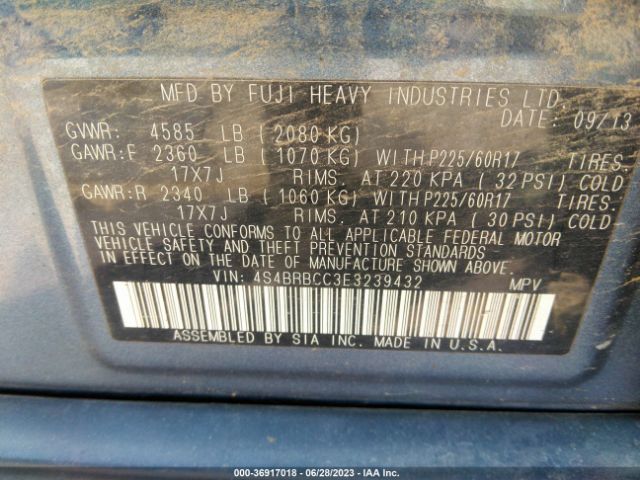 MFD BY FUJI HEAVY INDUSTRIES LTD.
DATE: 09/13
GVWR: 4585 LB ( 2080 KG)
GAWR:F 2360 LB ( 1070 KG) WITH P225/60R17 TIRES.
17X7J RIMS. AT 220 KPA ( 32 PSI) COLD
GAWR:R 2340 LB ( 1060 KG) WITH P225/60R17 TIRES.
17X7J RIMS. AT 210 KPA ( 30 PSI) COLD.
THIS VEHICLE CONFORMS TO ALL APPLICABLE FEDERAL MOTOR
VEHICLE SAFETY AND THEFT PREVENTION STANDARDS
IN EFFECT ON THE DATE OF MANUFACTURE SHOWN ABOVE.
VIN: 4S4BRBCC3E3239432 MPV
ASSEMBLED BY SIA INC. MADE IN U.S.A.
000-36917018 - 06/28/2023 - IAA Inc.